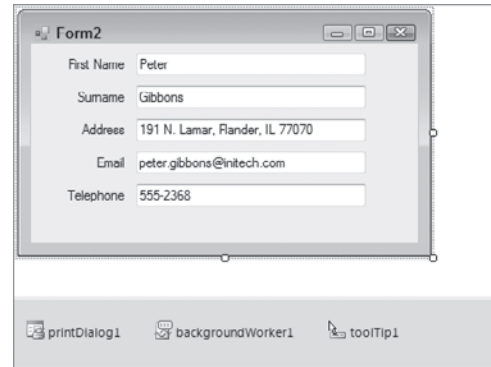 Form2
First Name Peter
Surname Gibbons
Address 191 N. Lamar, Flander, IL 77070
Email peter.gibbons@initech.com
Telephone 555-2368
printDialog1 backgroundWorker1 toolTip1